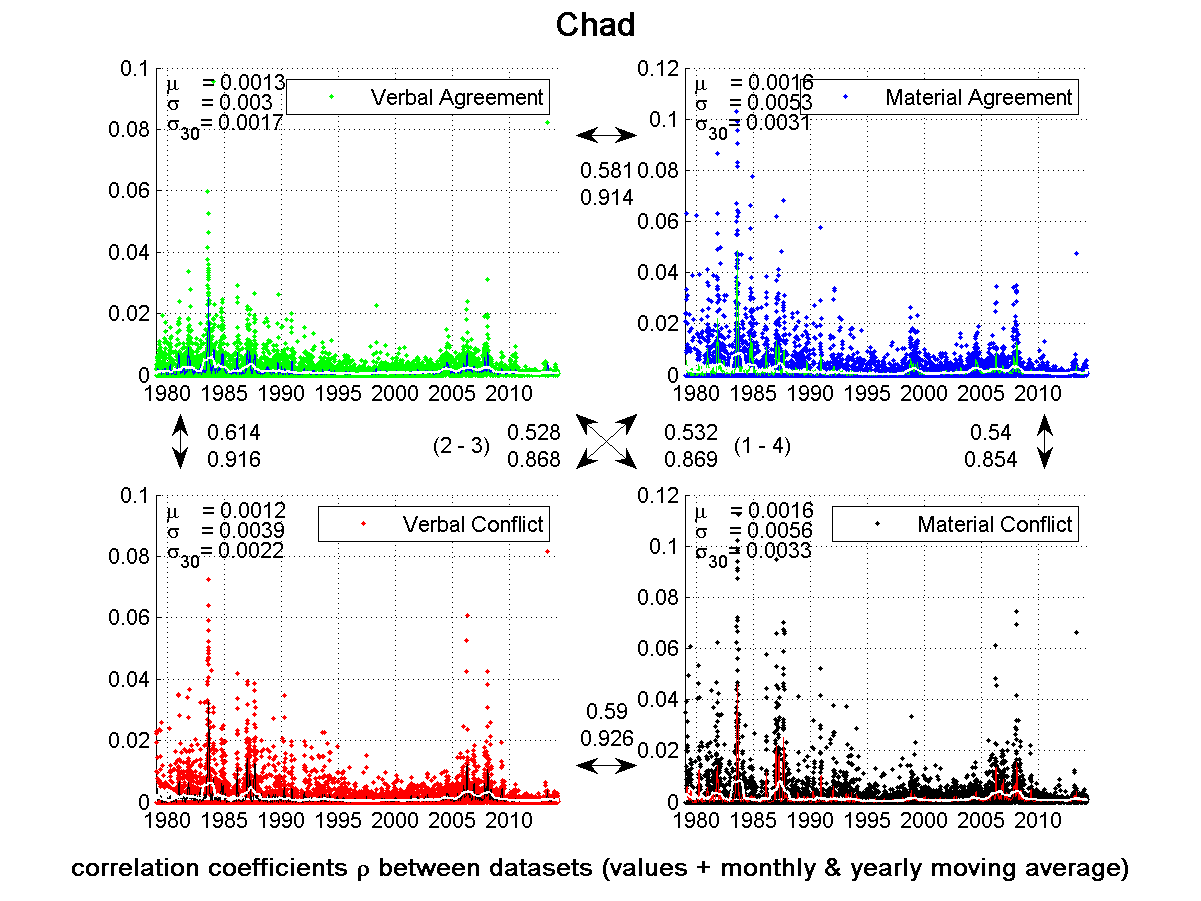 Chad
0.1
0.08
0.06
0.04
0.02
0
μ = 0.0013
σ = 0.003
σ30= 0.0017
Verbal Agreement
1980 1985 1990 1995 2000 2005 2010
0.581
0.914
0.12
0.1
0.08
0.06
0.04
0.02
0
μ = 0.0016
σ = 0.0053
σ30= 0.0031
Material Agreement
1980 1985 1990 1995 2000 2005 2010
0.614
0.916
(2 - 3)
0.528
0.868
0.532
0.869
(1 - 4)
0.54
0.854
0.1
0.08
0.06
0.04
0.02
0
μ = 0.0012
σ = 0.0039
σ30= 0.0022
Verbal Conflict
1980 1985 1990 1995 2000 2005 2010
0.59
0.926
0.12
0.1
0.08
0.06
0.04
0.02
0
μ = 0.0016
σ = 0.0056
σ30= 0.0033
Material Conflict
1980 1985 1990 1995 2000 2005 2010
correlation coefficients ρ between datasets (values + monthly & yearly moving average)